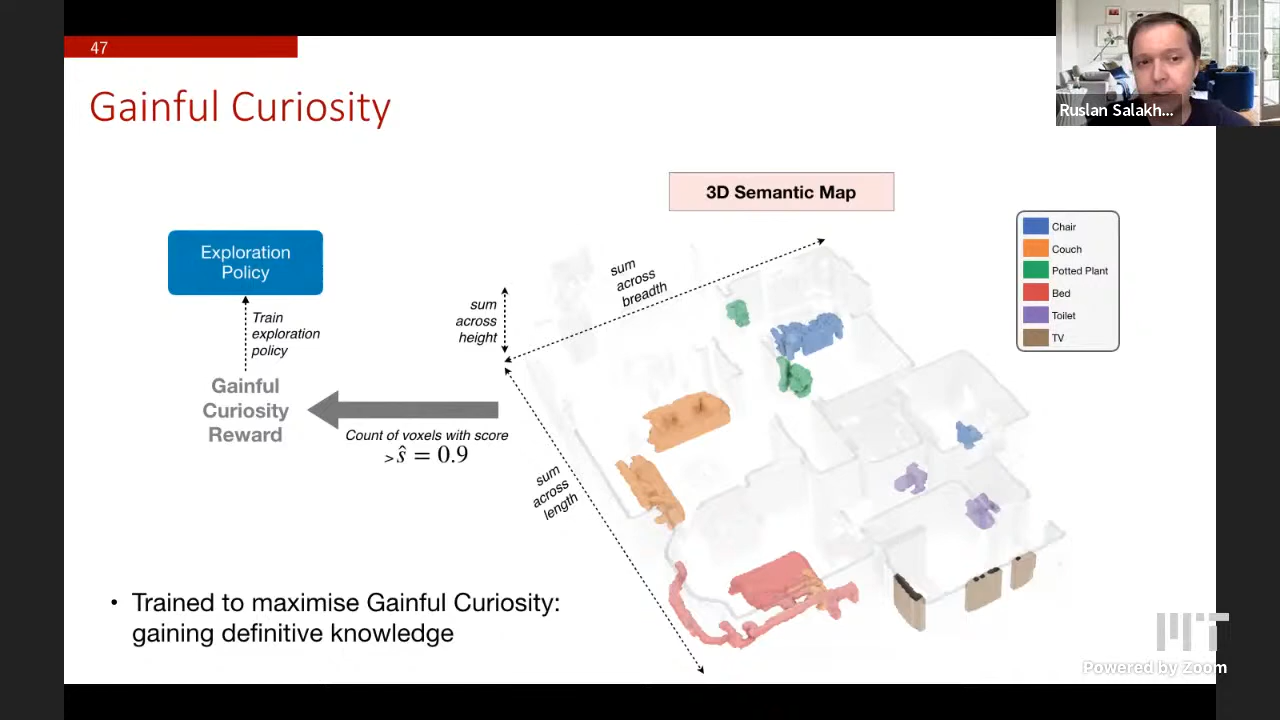 47
Gainful Curiosity
Ruslan Salakh...
3D Semantic Map
Exploration
Policy
Train
exploration
policy
Gainful
Curiosity
Reward
Count of voxels with score
> ŝ = 0.9
sum
across
height
sum
across
breadth
sum
across
length
Chair
Couch
Potted Plant
Bed
Toilet
TV
• Trained to maximise Gainful Curiosity:
gaining definitive knowledge
MIT
Powered by Zoom